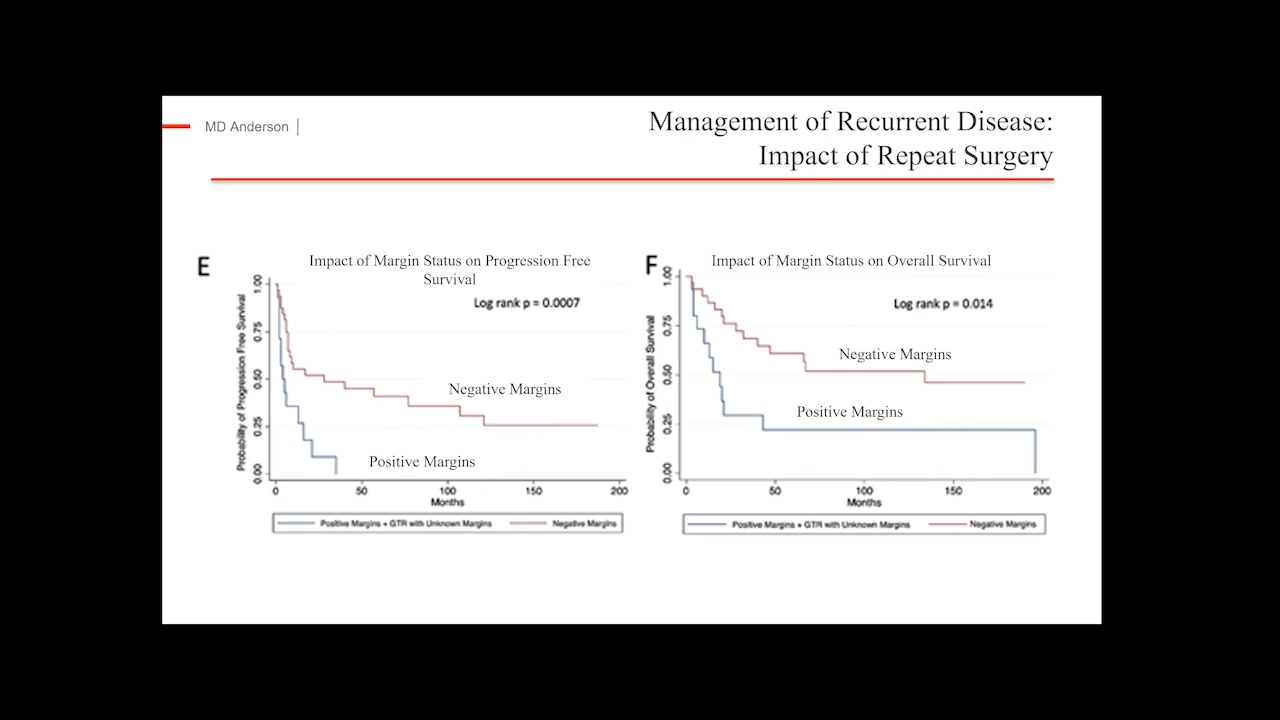 MD Anderson
Management of Recurrent Disease:
Impact of Repeat Surgery
E
Impact of Margin Status on Progression Free
Survival
Log rank p = 0.0007
Probability of Progression Free Survival
1.00
0.75
0.50
0.25
0.00
Negative Margins
Positive Margins
0 50 100 150 200
Months
Positive Margins + GTR with Unknown Margins Negative Margins
F
Impact of Margin Status on Overall Survival
Log rank p = 0.014
Probability of Overall Survival
1.00
0.75
0.50
0.25
0.00
Negative Margins
Positive Margins
0 50 100 150 200
Months
Positive Margins + GTR with Unknown Margins Negative Margins